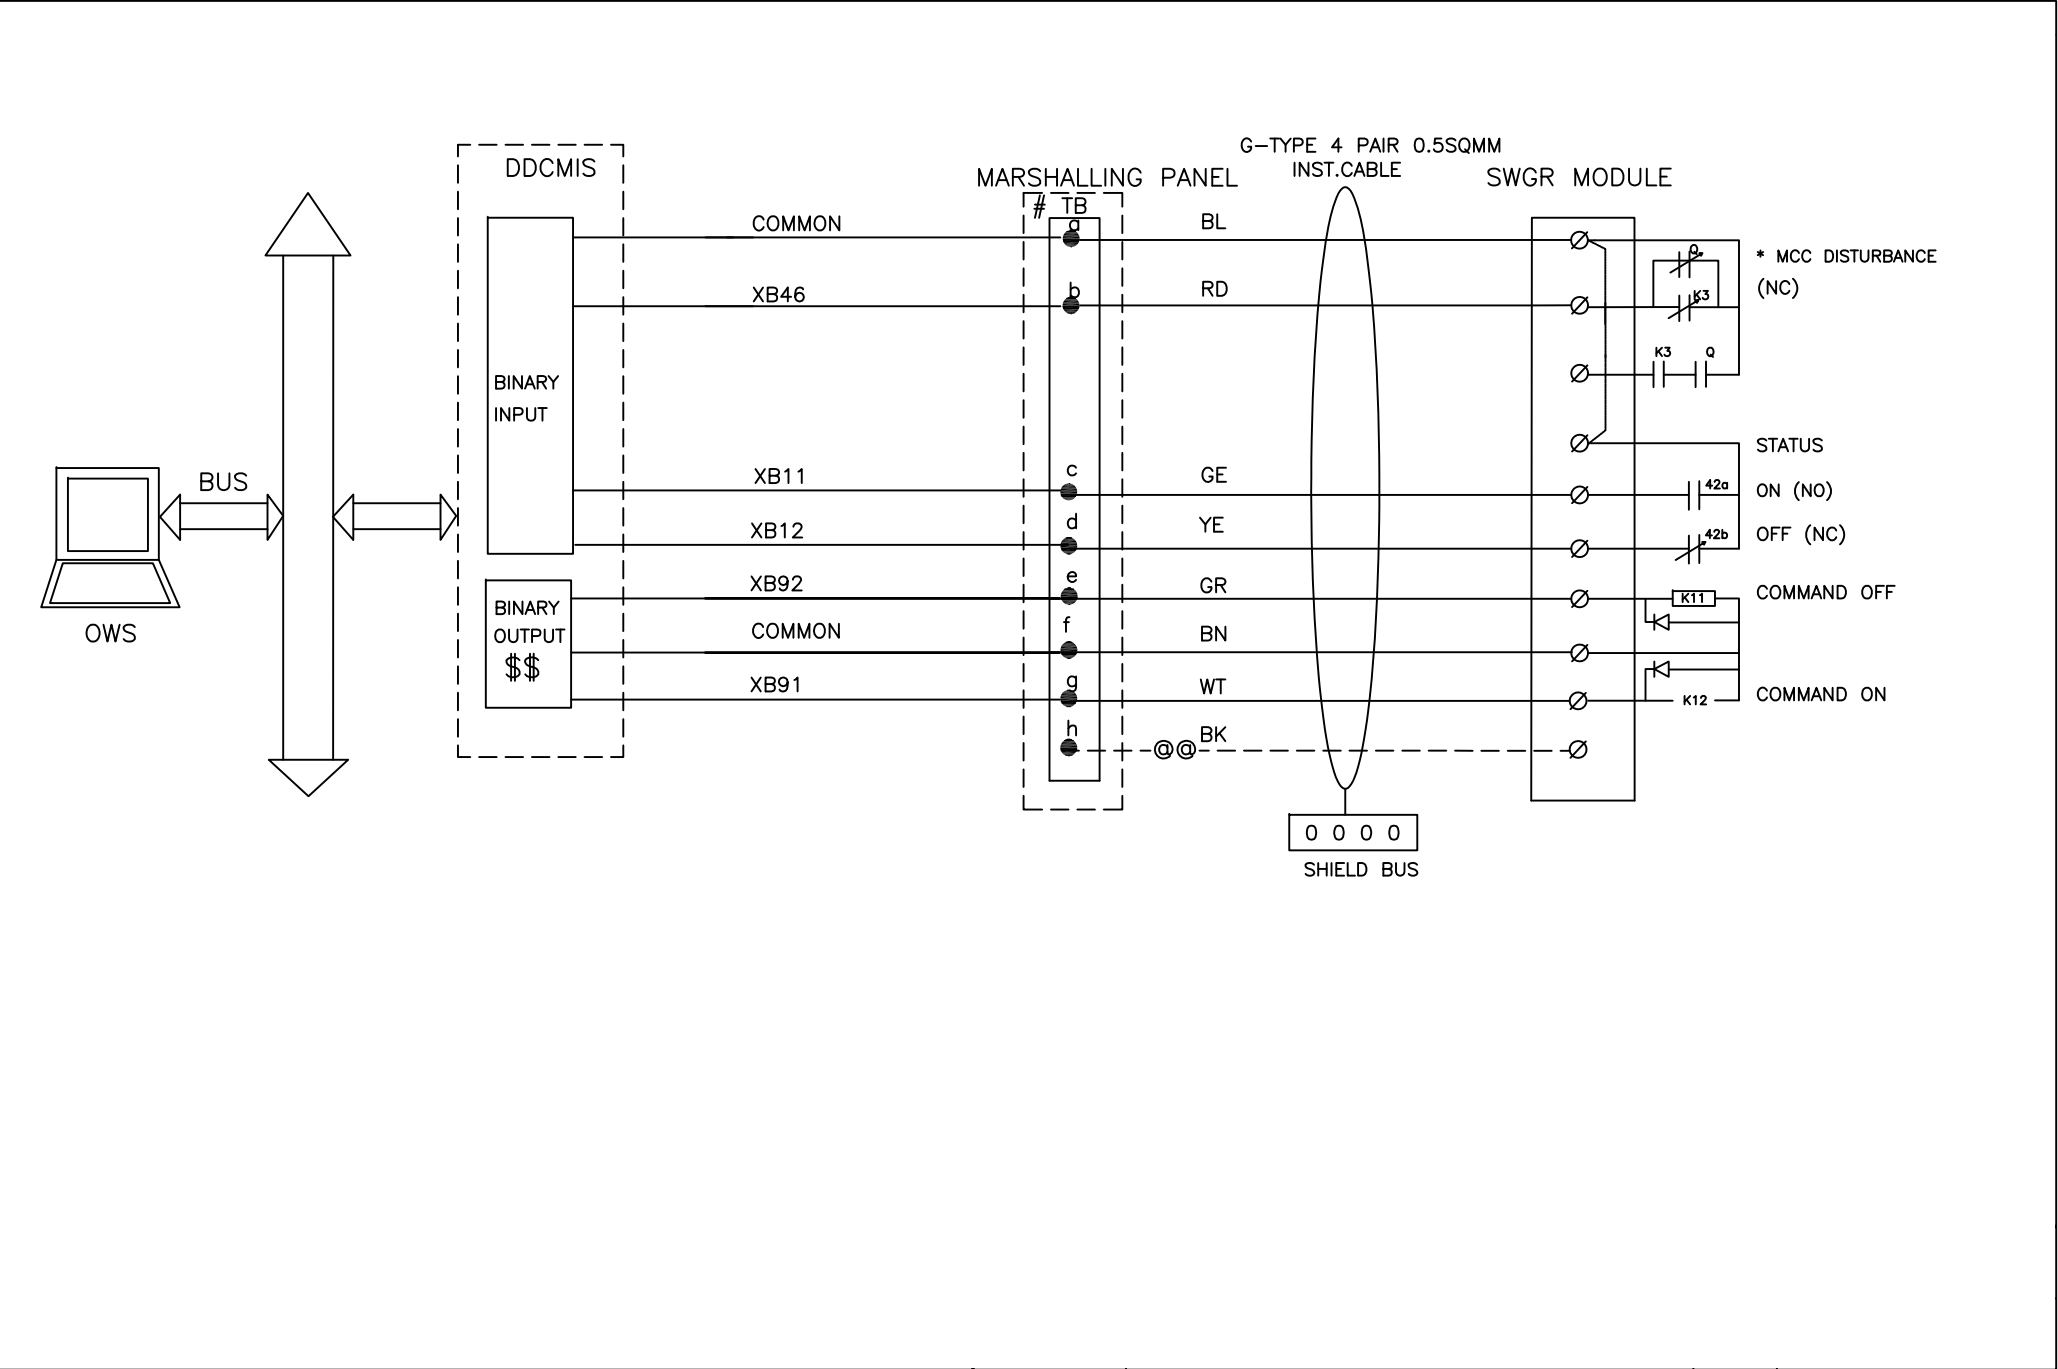 G-TYPE 4 PAIR 0.5SQMM
INST.CABLE
DDCMIS
MARSHALLING PANEL
SWGR MODULE
# TB
COMMON
a
BL
Q
* MCC DISTURBANCE
(NC)
XB46
b
RD
K3
K3
Q
BINARY
INPUT
STATUS
BUS
XB11
c
GE
42a
ON (NO)
XB12
d
YE
42b
OFF (NC)
XB92
e
GR
K11
COMMAND OFF
BINARY
OUTPUT
$$
COMMON
f
BN
OWS
XB91
g
WT
K12
COMMAND ON
h
@@
BK
0 0 0 0
SHIELD BUS